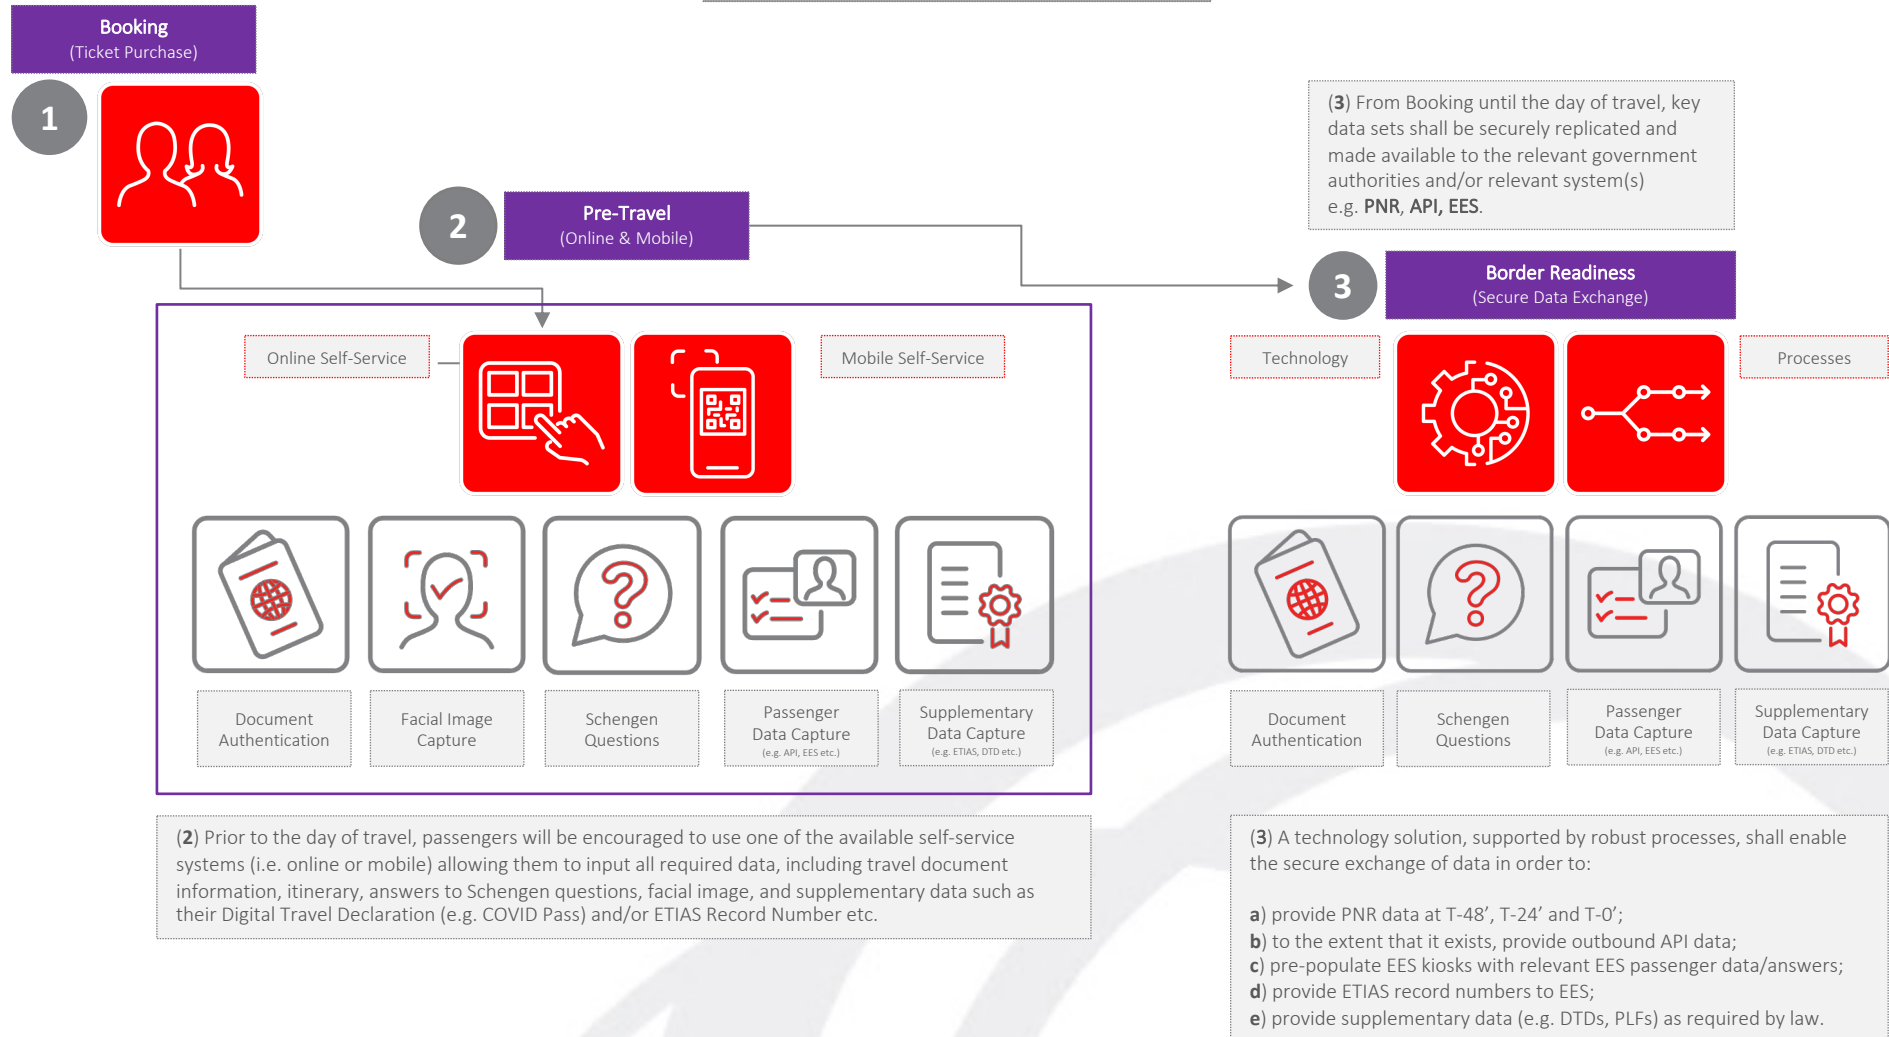 Booking
(Ticket Purchase)
1
(3) From Booking until the day of travel, key
data sets shall be securely replicated and
made available to the relevant government
authorities and/or relevant system(s)
e.g. PNR, API, EES.
2
Pre-Travel
(Online & Mobile)
3
Border Readiness
(Secure Data Exchange)
Online Self-Service
Mobile Self-Service
Technology
Processes
Document
Authentication
Facial Image
Capture
Schengen
Questions
Passenger
Data Capture
(e.g. API, EES etc.)
Supplementary
Data Capture
(e.g. ETIAS, DTD etc.)
Document
Authentication
Schengen
Questions
Passenger
Data Capture
(e.g. API, EES etc.)
Supplementary
Data Capture
(e.g. ETIAS, DTD etc.)
(2) Prior to the day of travel, passengers will be encouraged to use one of the available self-service
systems (i.e. online or mobile) allowing them to input all required data, including travel document
information, itinerary, answers to Schengen questions, facial image, and supplementary data such as
their Digital Travel Declaration (e.g. COVID Pass) and/or ETIAS Record Number etc.
(3) A technology solution, supported by robust processes, shall enable
the secure exchange of data in order to:
a) provide PNR data at T-48’, T-24’ and T-0’;
b) to the extent that it exists, provide outbound API data;
c) pre-populate EES kiosks with relevant EES passenger data/answers;
d) provide ETIAS record numbers to EES;
e) provide supplementary data (e.g. DTDs, PLFs) as required by law.